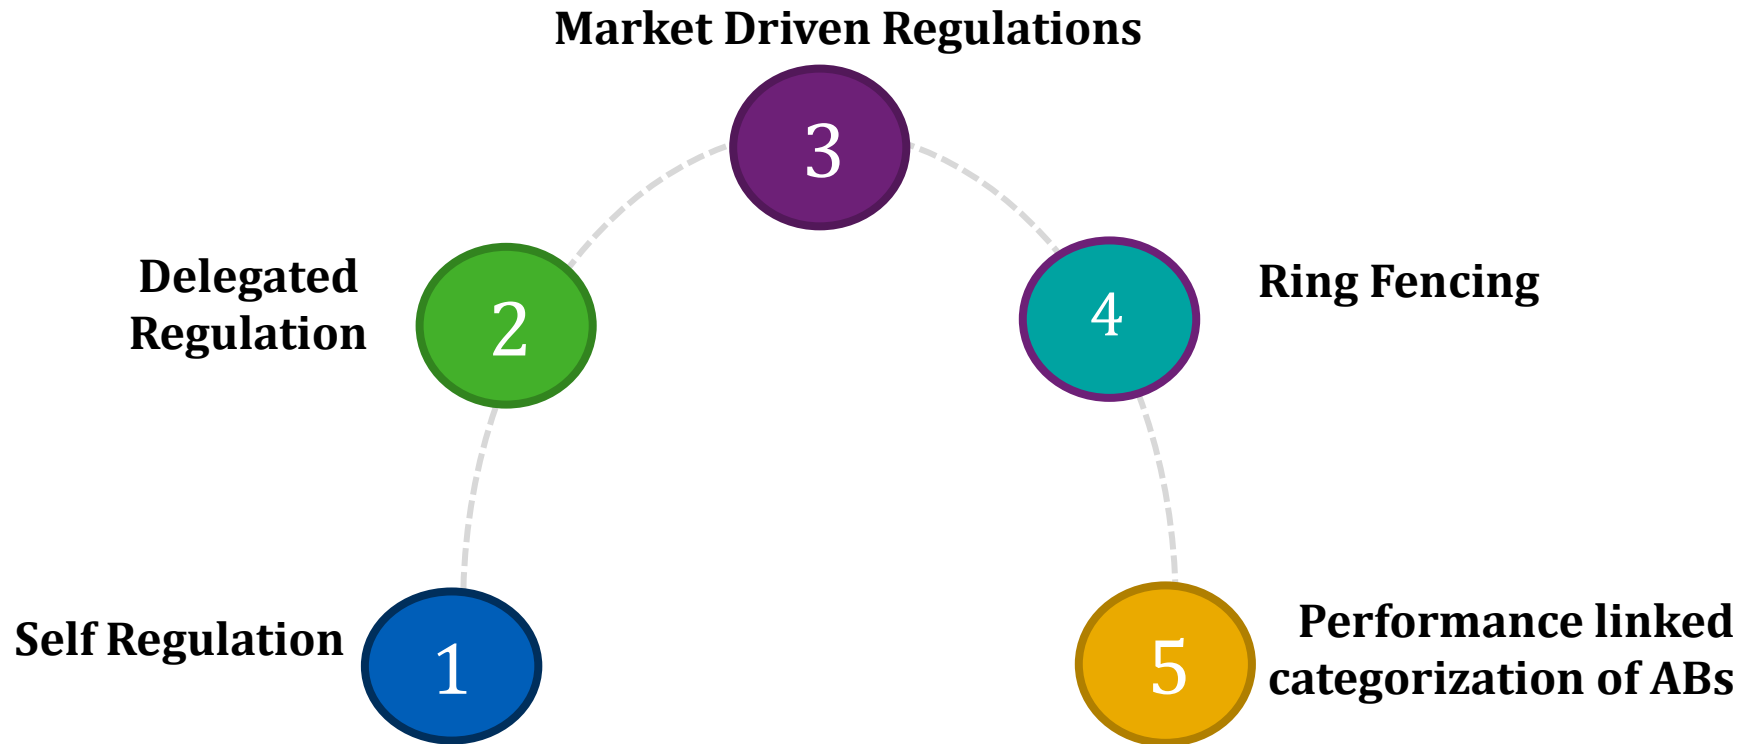 Market Driven Regulations
3
Delegated
Regulation
2
4
Ring Fencing
Self Regulation
1
5
Performance linked
categorization of ABs